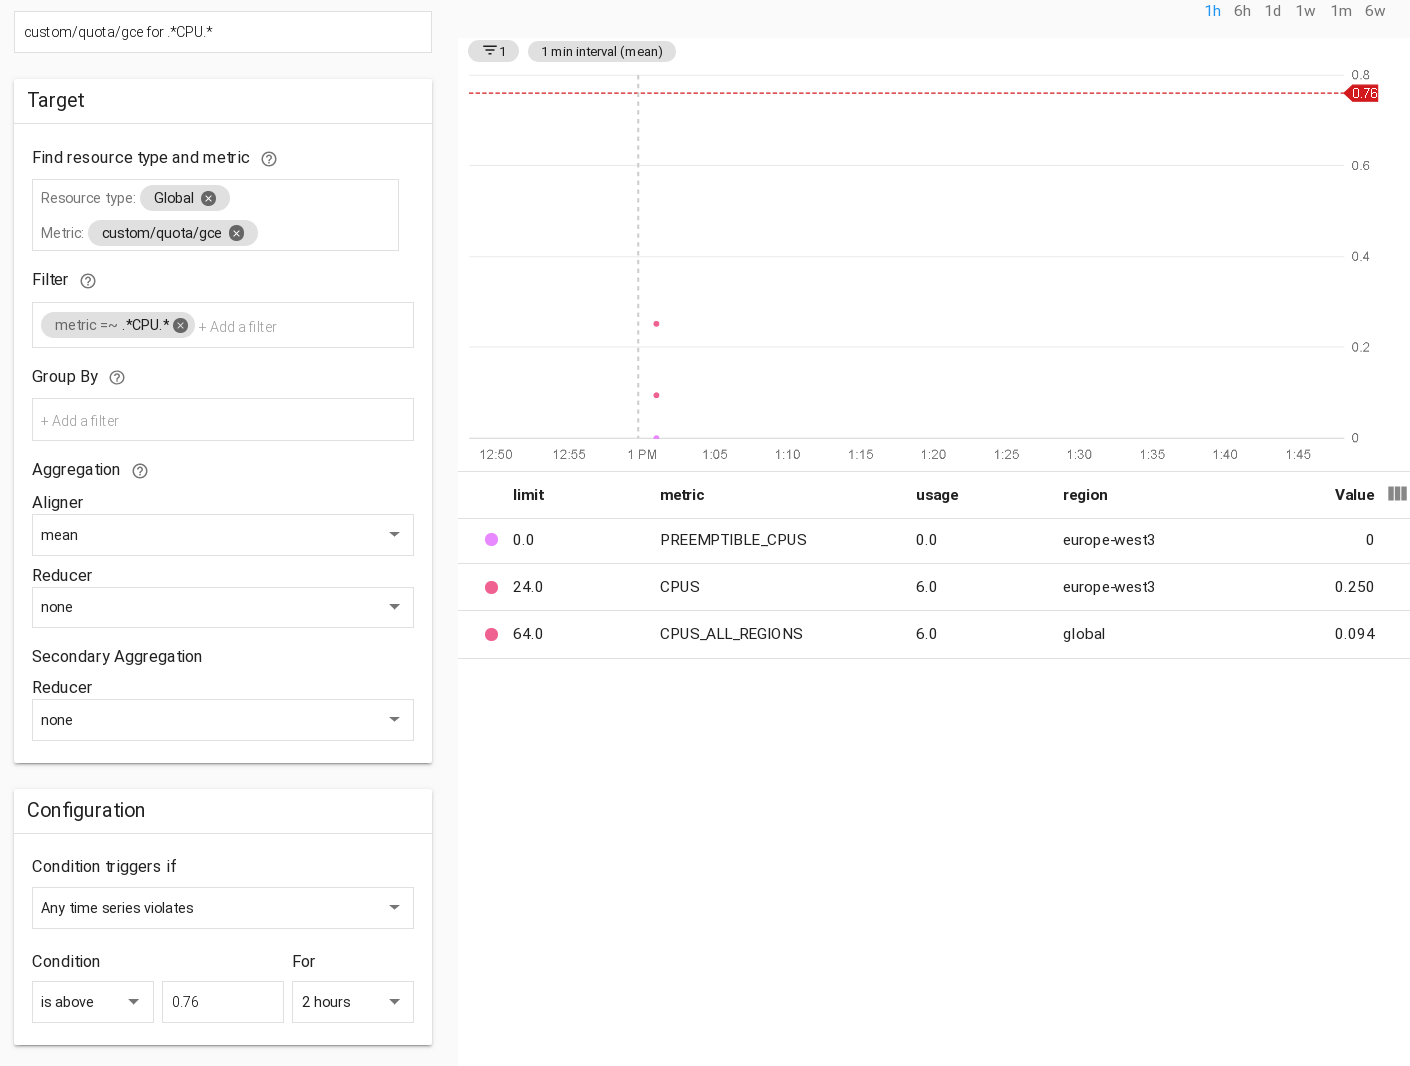 custom/quota/gce for .*CPU.*
Target
Find resource type and metric
Resource type: Global
Metric: custom/quota/gce
Filter
metric =~ .*CPU.* + Add a filter
Group By
+ Add a filter
Aggregation
Aligner
mean
Reducer
none
Secondary Aggregation
Reducer
none
Configuration
Condition triggers if
Any time series violates
Condition For
is above 0.76 2 hours
1h 6h 1d 1w 1m 6w
1 1 min interval (mean)
0.8
0.76
0.6
0.4
0.2
0
12:50 12:55 1 PM 1:05 1:10 1:15 1:20 1:25 1:30 1:35 1:40 1:45
limit metric usage region Value
0.0 PREEMPTIBLE_CPUS 0.0 europe-west3 0
24.0 CPUS 6.0 europe-west3 0.250
64.0 CPUS_ALL_REGIONS 6.0 global 0.094